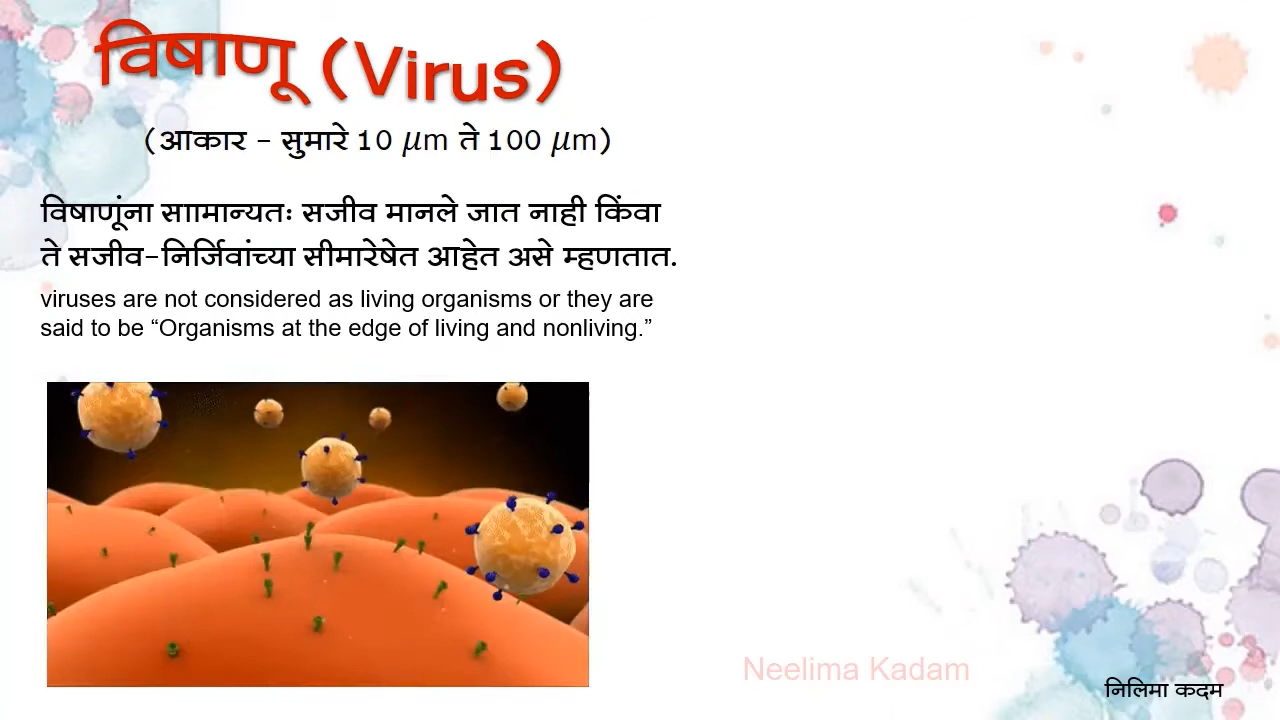 विषाणू (Virus)
(आकार - सुमारे 10 μm ते 100 μm)
विषाणूंना साामान्यतः सजीव मानले जात नाही किंवा
ते सजीव-निर्जिवांच्या सीमारेषेत आहेत असे म्हणतात.
viruses are not considered as living organisms or they are
said to be “Organisms at the edge of living and nonliving.”
Neelima Kadam
निलिमा कदम